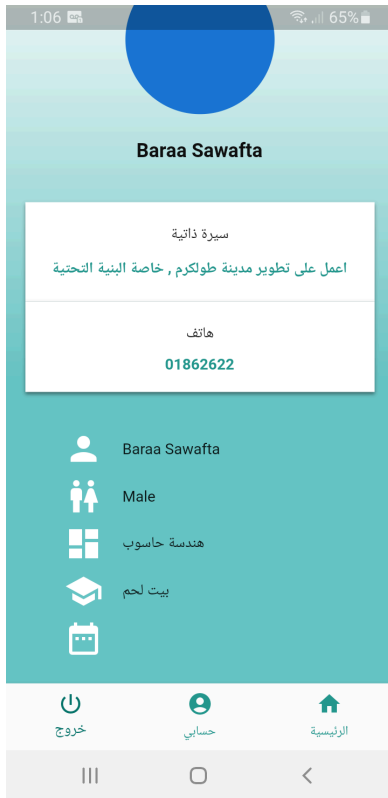 1:06
65%
Baraa Sawafta
سيرة ذاتية
اعمل على تطوير مدينة طولكرم , خاصة البنية التحتية
هاتف
01862622
Baraa Sawafta
Male
هندسة حاسوب
بيت لحم
الرئيسية
حسابي
خروج